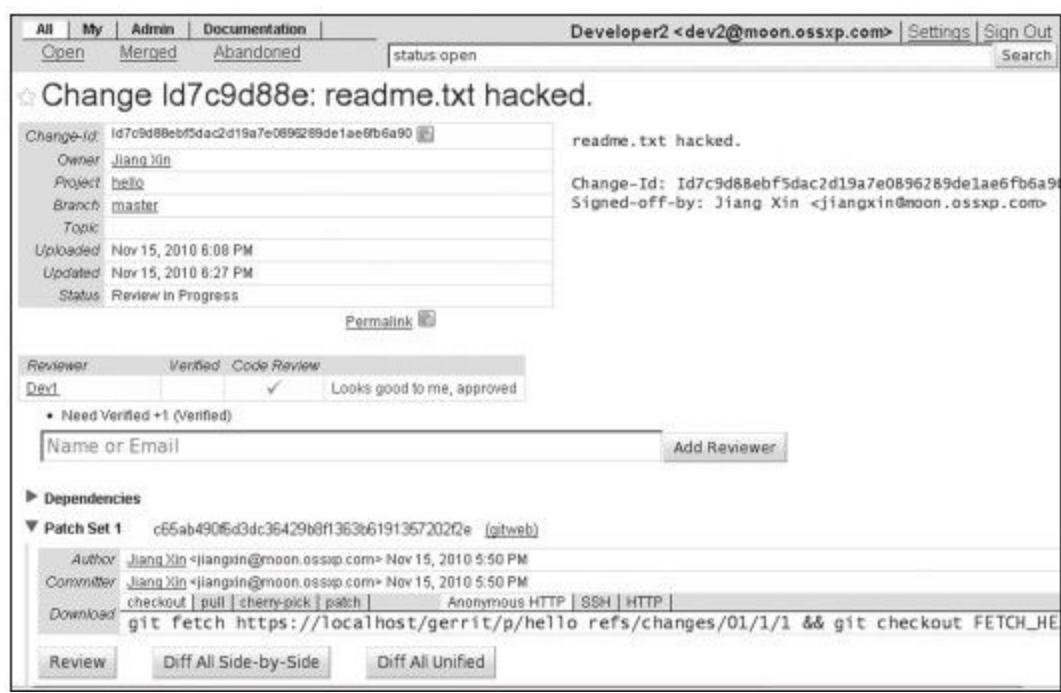 All | My | Admin | Documentation |
Developer2 <dev2@moon.ossxp.com> | Settings | Sign Out
Open Merged Abandoned
status:open
Search
Change Id7c9d88e: readme.txt hacked.
Change-Id: Id7c9d88ebf5dac2d19a7e0896289de1ae6fb6a90
Owner Jiang Xin
Project hello
Branch master
Topic
Uploaded Nov 15, 2010 6:08 PM
Updated Nov 15, 2010 6:27 PM
Status Review in Progress
Permalink
readme.txt hacked.
Change-Id: Id7c9d88ebf5dac2d19a7e0896289de1ae6fb6a90
Signed-off-by: Jiang Xin <jiangxin@moon.ossxp.com>
Reviewer Verified Code Review
Dev1 ✓ Looks good to me, approved
• Need Verified +1 (Verified)
Name or Email
Add Reviewer
Dependencies
Patch Set 1 c65ab490f6d3dc36429b8f1363b6191357202f2e (gitweb)
Author Jiang Xin <jiangxin@moon.ossxp.com> Nov 15, 2010 5:50 PM
Committer Jiang Xin <jiangxin@moon.ossxp.com> Nov 15, 2010 5:50 PM
Download checkout | pull | cherry-pick | patch | Anonymous HTTP | SSH | HTTP |
git fetch https://localhost/gerrit/p/hello refs/changes/01/1/1 && git checkout FETCH_HE
Review Diff All Side-by-Side Diff All Unified